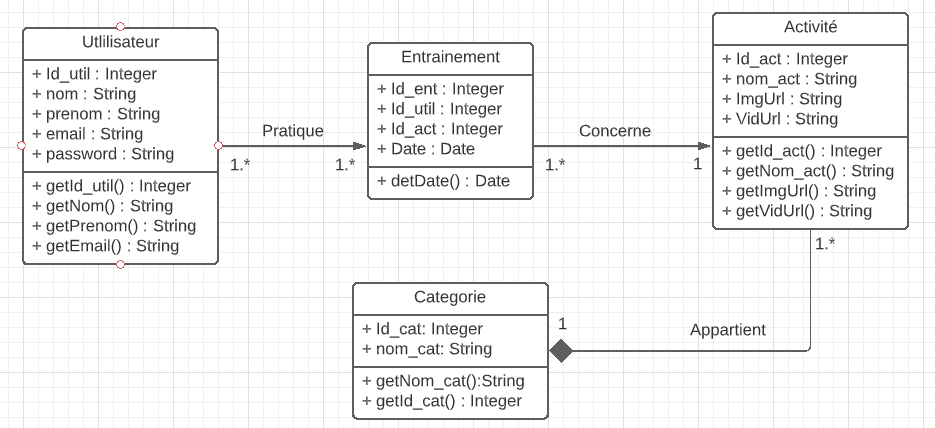 Utlilisateur
+ Id_util : Integer
+ nom : String
+ prenom : String
+ email : String
+ password : String
+ getId_util() : Integer
+ getNom() : String
+ getPrenom() : String
+ getEmail() : String
Pratique
1.*
1.*
Entrainement
+ Id_ent : Integer
+ Id_util : Integer
+ Id_act : Integer
+ Date : Date
+ detDate() : Date
Concerne
1.*
1
Activité
+ Id_act : Integer
+ nom_act : String
+ ImgUrl : String
+ VidUrl : String
+ getId_act() : Integer
+ getNom_act() : String
+ getImgUrl() : String
+ getVidUrl() : String
1.*
Appartient
1
Categorie
+ Id_cat: Integer
+ nom_cat: String
+ getNom_cat():String
+ getId_cat() : Integer